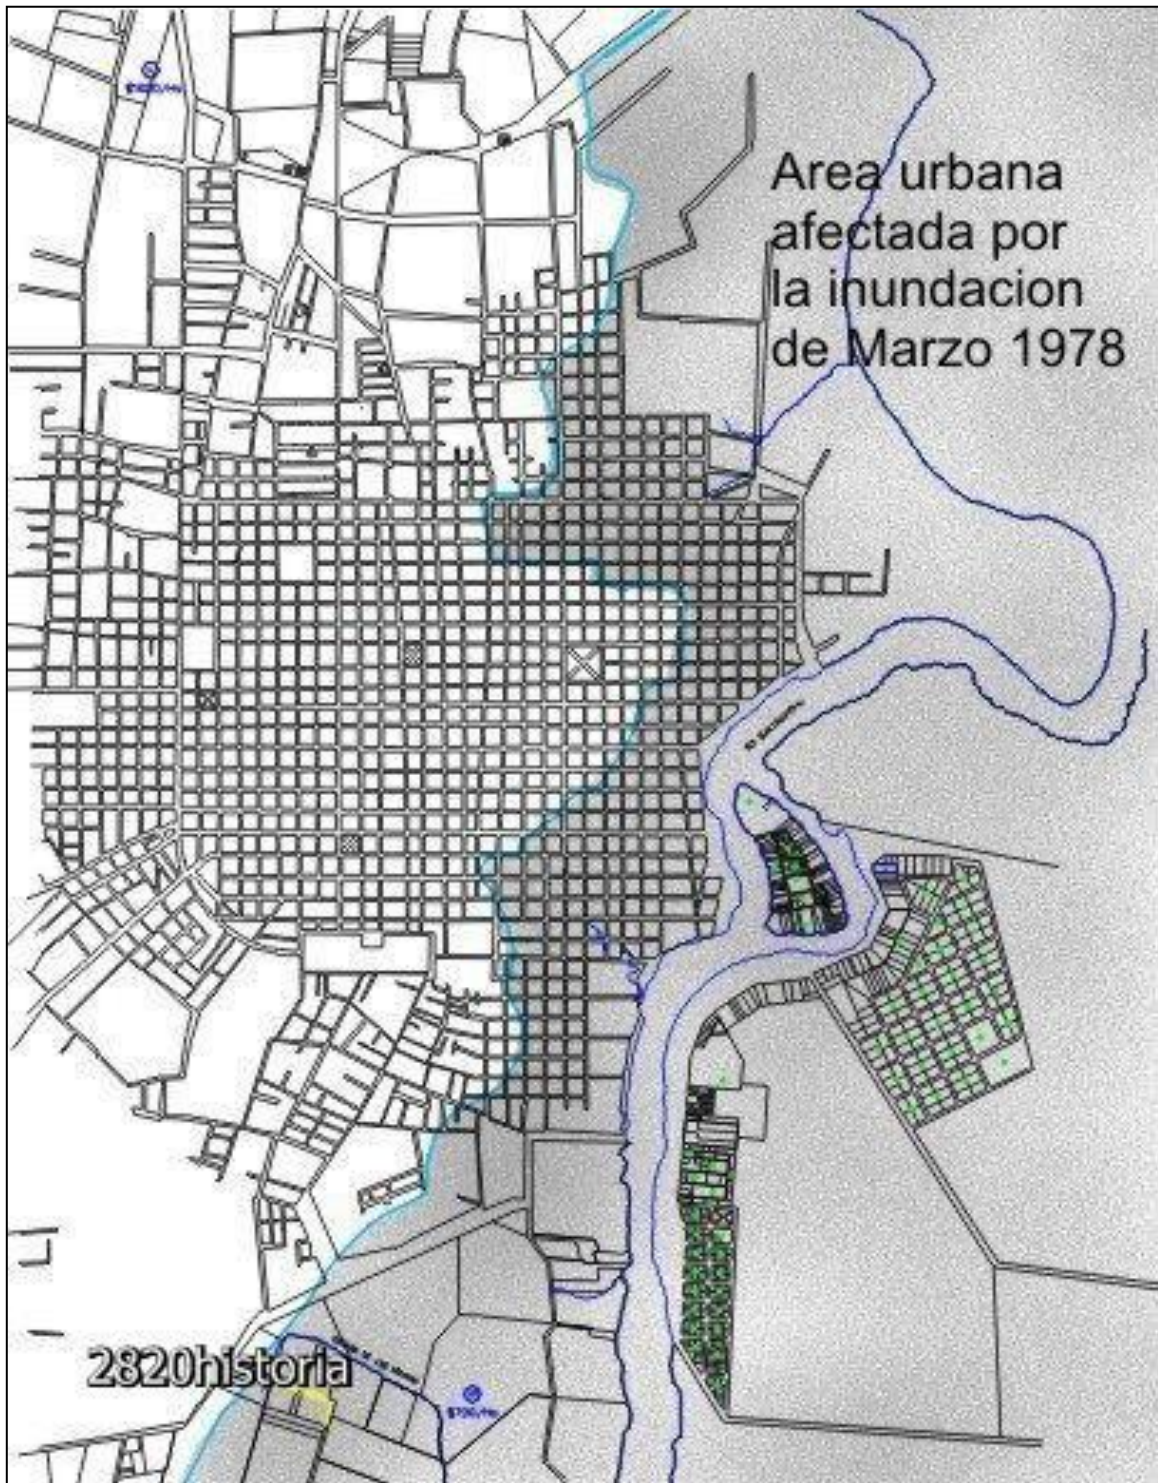 Area urbana
afectada por
la inundacion
de Marzo 1978
2820historia